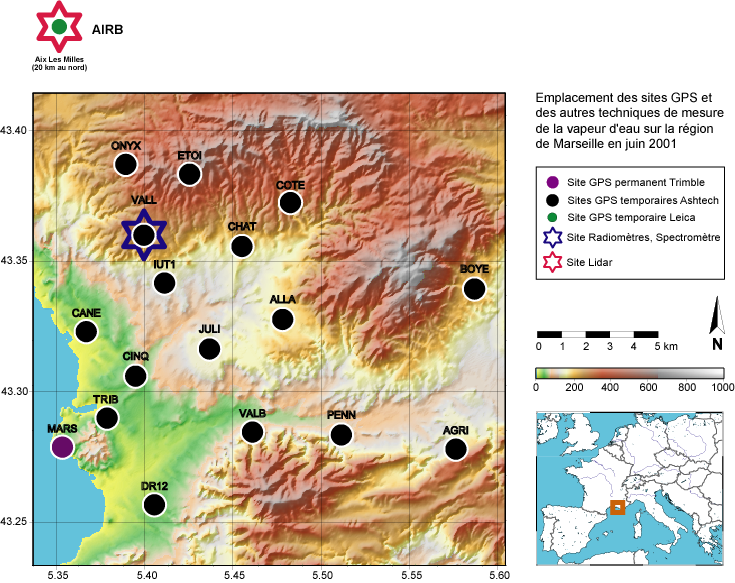 AIRB
Aix Les Milles
(20 km au nord)
43.40
43.35
43.30
43.25
5.35
5.40
5.45
5.50
5.55
5.60
ONYX
ETOI
COTE
VALL
CHAT
IUT1
BOYE
ALLA
CANE
JULI
CINQ
TRIB
MARS
VALB
PENN
AGRI
DR12
Emplacement des sites GPS et
des autres techniques de mesure
de la vapeur d'eau sur la région
de Marseille en juin 2001
Site GPS permanent Trimble
Sites GPS temporaires Ashtech
Site GPS temporaire Leica
Site Radiomètres, Spectromètre
Site Lidar
0 1 2 3 4 5 km
N
0 200 400 600 800 1000